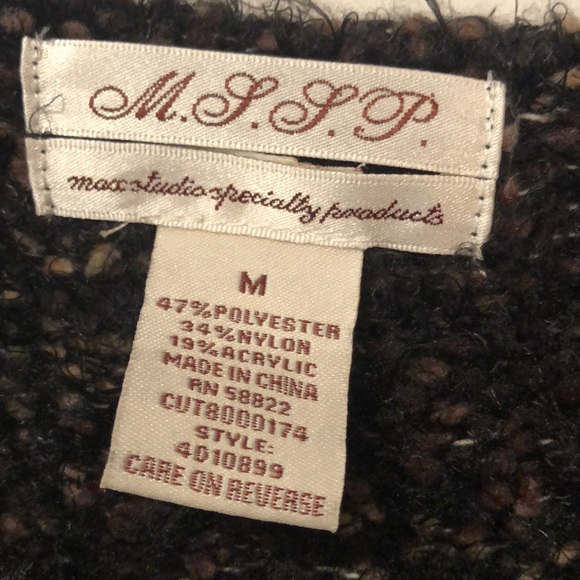 M.S.S.P.
max studio specialty products
M
47%POLYESTER
34%NYLON
19%ACRYLIC
MADE IN CHINA
RN 58822
CUT8000174
STYLE:
4010899
CARE ON REVERSE